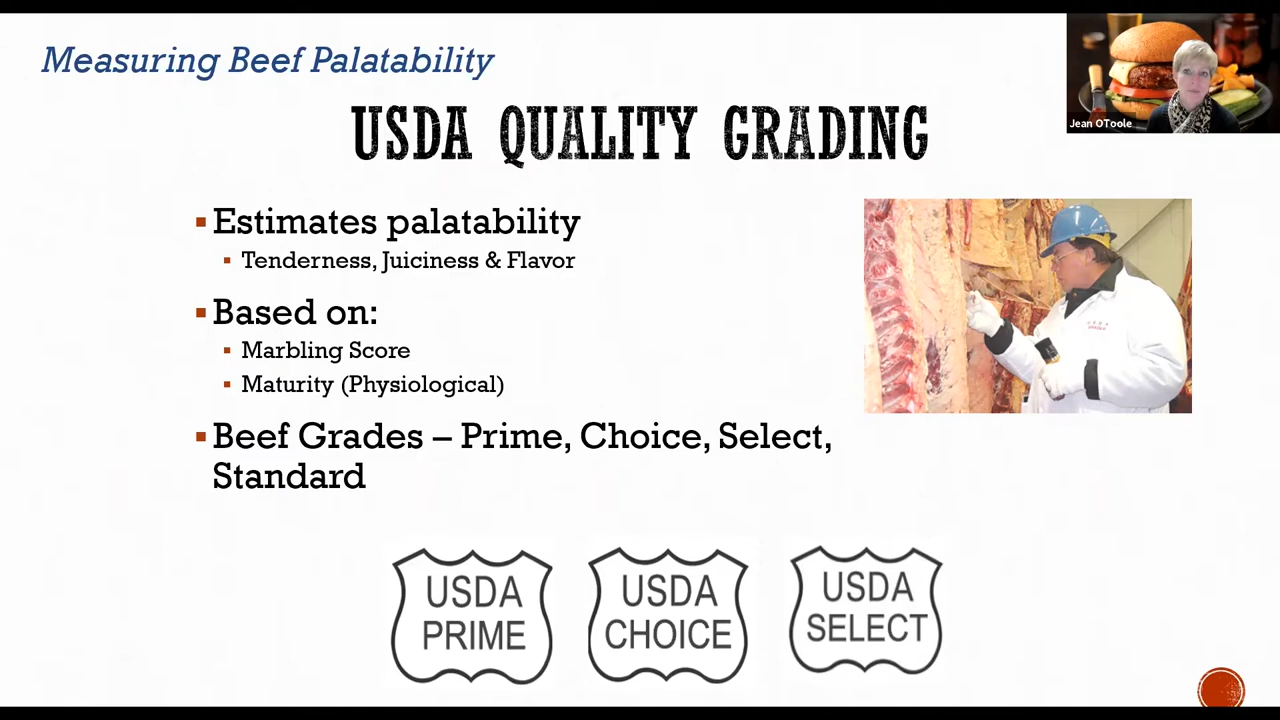 Measuring Beef Palatability
Jean OToole
USDA QUALITY GRADING
Estimates palatability
Tenderness, Juiciness & Flavor
Based on:
Marbling Score
Maturity (Physiological)
Beef Grades – Prime, Choice, Select,
Standard
USDA
PRIME
USDA
CHOICE
USDA
SELECT